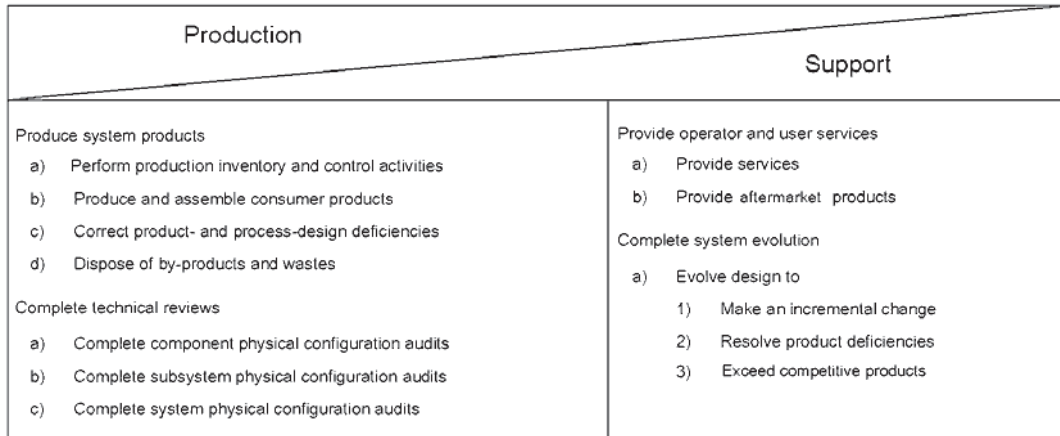 Production
Support
Produce system products
a) Perform production inventory and control activities
b) Produce and assemble consumer products
c) Correct product- and process-design deficiencies
d) Dispose of by-products and wastes
Complete technical reviews
a) Complete component physical configuration audits
b) Complete subsystem physical configuration audits
c) Complete system physical configuration audits
Provide operator and user services
a) Provide services
b) Provide aftermarket products
Complete system evolution
a) Evolve design to
1) Make an incremental change
2) Resolve product deficiencies
3) Exceed competitive products